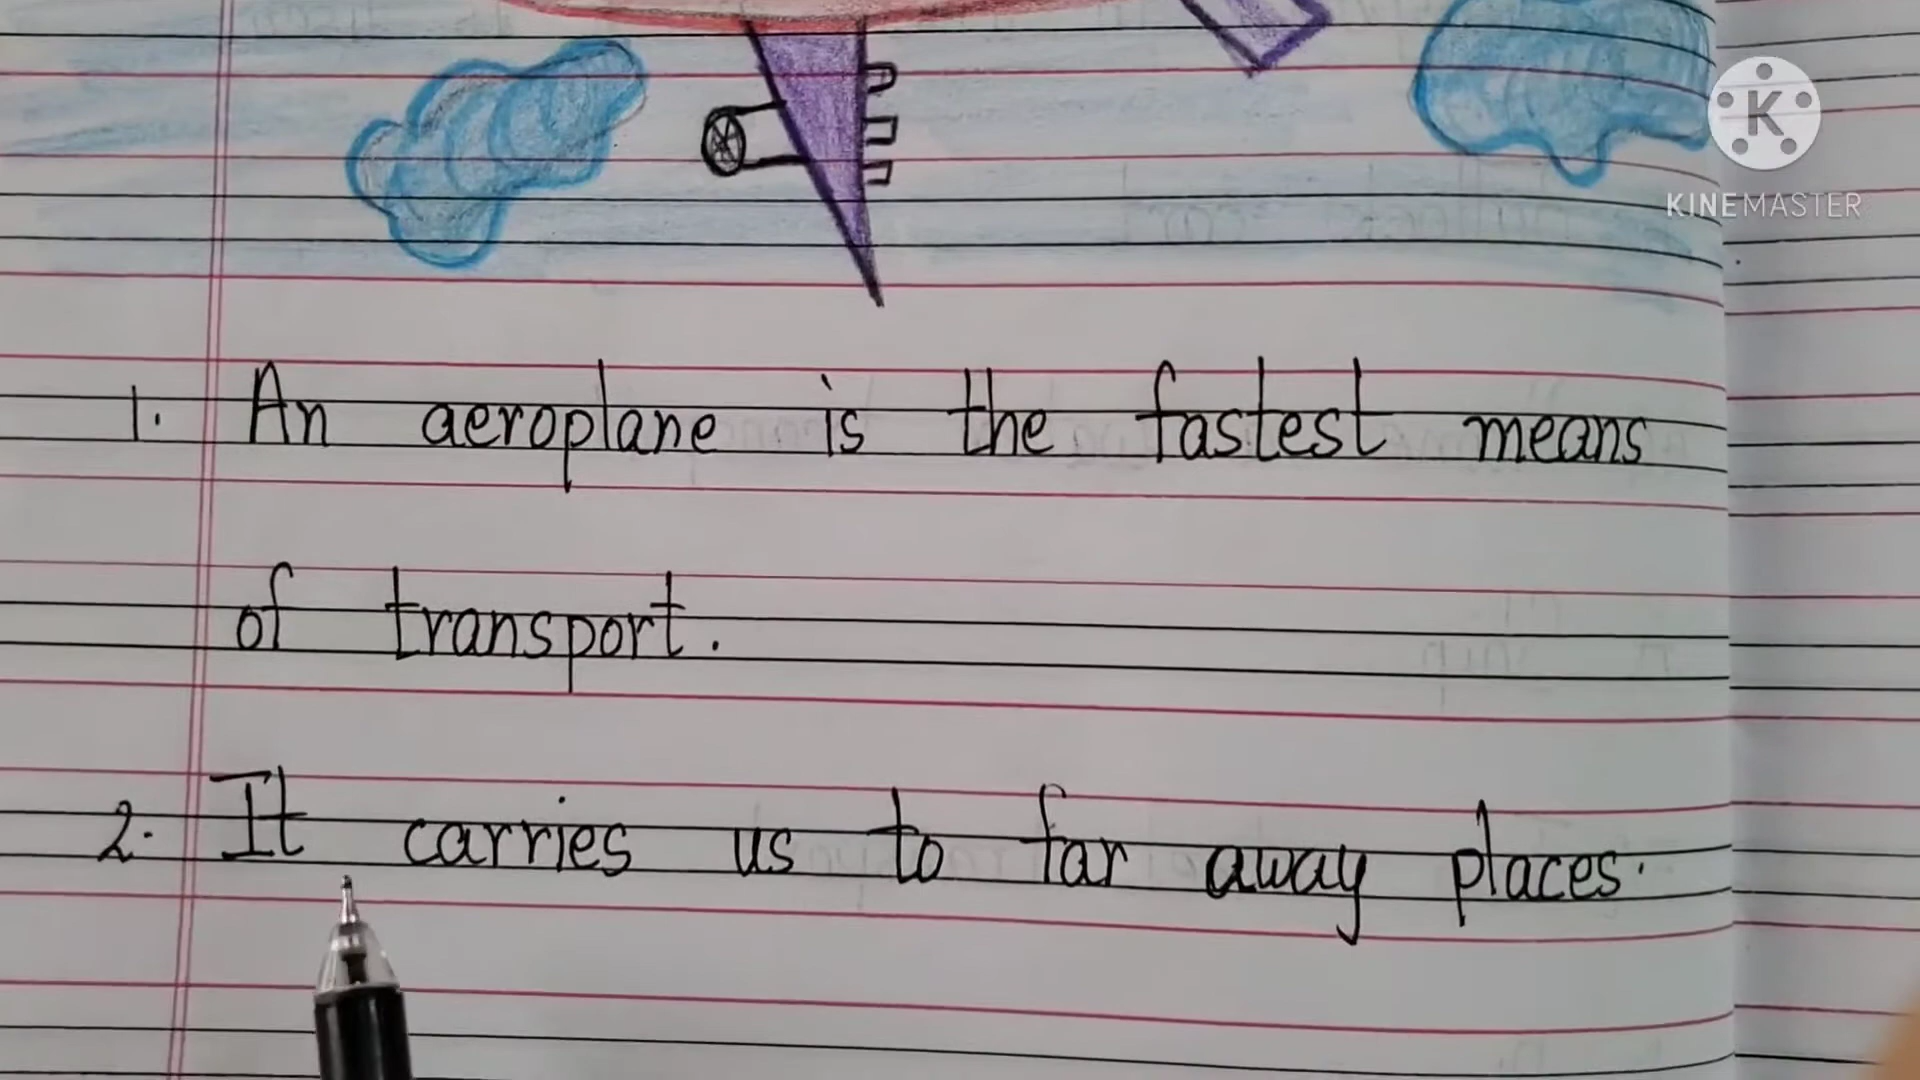 KINEMASTER
1. An aeroplane is the fastest means
of transport.
2. It carries us to far away places.